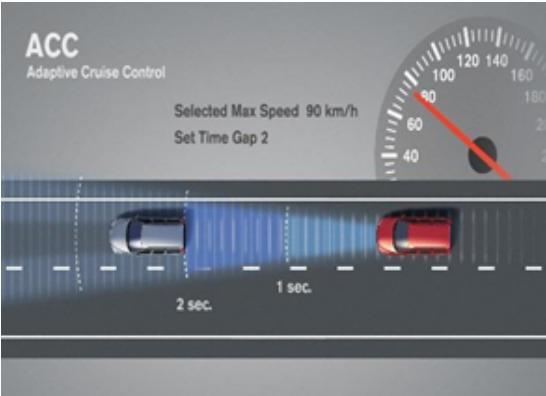 ACC
Adaptive Cruise Control
Selected Max Speed 90 km/h
Set Time Gap 2
40
60
80
100
120
140
160
180
1 sec.
2 sec.